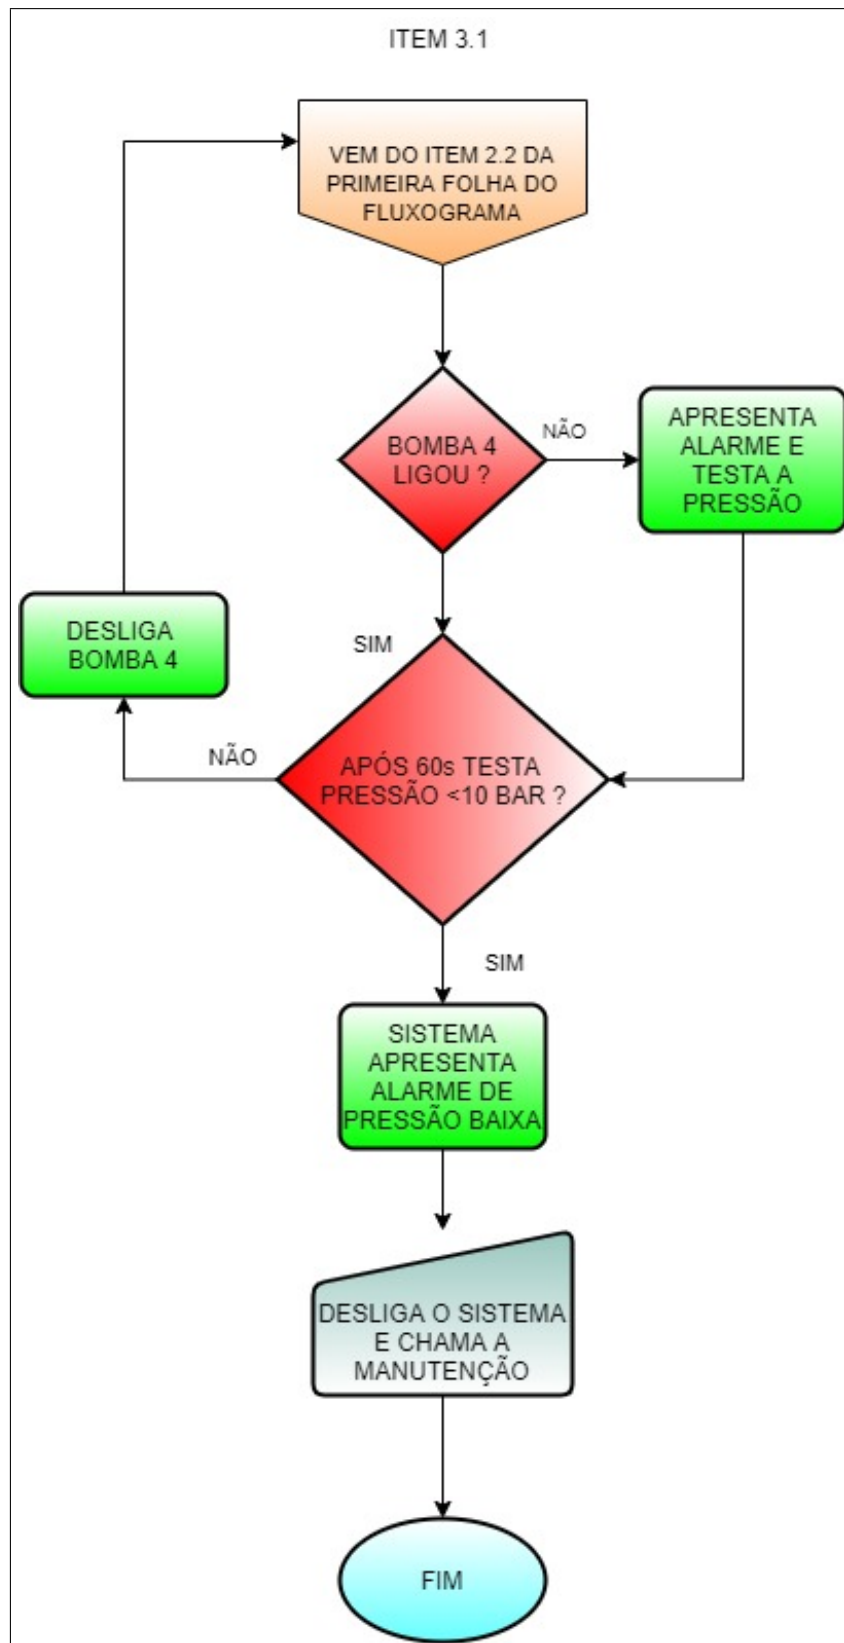 ITEM 3.1
VEM DO ITEM 2.2 DA
PRIMEIRA FOLHA DO
FLUXOGRAMA
BOMBA 4
LIGOU ?
NÃO
APRESENTA
ALARME E
TESTA A
PRESSÃO
DESLIGA
BOMBA 4
SIM
NÃO
APÓS 60s TESTA
PRESSÃO <10 BAR ?
SIM
SISTEMA
APRESENTA
ALARME DE
PRESSÃO BAIXA
DESLIGA O SISTEMA
E CHAMA A
MANUTENÇÃO
FIM